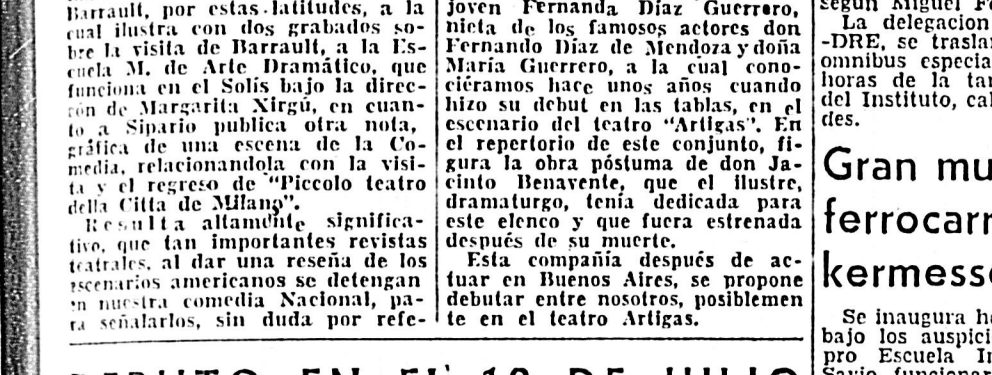 Barrault, por estas latitudes, a la
cual ilustra con dos grabados so-
bre la visita de Barrault, a la Es-
cuela M. de Arte Dramático, que
funciona en el Solís bajo la direc-
ción de Margarita Xirgú, en cuan-
to a Sipario publica otra nota,
gráfica de una escena de la Co-
media, relacionandola con la visi-
ta y el regreso de "Piccolo teatro
della Citta de Milano".
Resulta altamente significa-
tivo, que tan importantes revistas
teatrales, al dar una reseña de los
escenarios americanos se detengan
en nuestra comedia Nacional, pa-
ra señalarlos, sin duda por refe-
joven Fernanda Díaz Guerrero,
nieta de los famosos actores don
Fernando Díaz de Mendoza y doña
María Guerrero, a la cual cono-
ciéramos hace unos años cuando
hizo su debut en las tablas, en el
escenario del teatro "Artigas". En
el repertorio de este conjunto, fi-
gura la obra póstuma de don Ja-
cinto Benavente, que el ilustre,
dramaturgo, tenía dedicada para
este elenco y que fuera estrenada
después de su muerte.
Esta compañía después de ac-
tuar en Buenos Aires, se propone
debutar entre nosotros, posiblemen
te en el teatro Artigas.
según Miguel
La delegacion
-DRE, se trasla
omnibus especia
horas de la tar
del Instituto, cal
des.
Gran mu
ferrocarr
kermesse
Se inaugura h
bajo los auspici
pro Escuela In